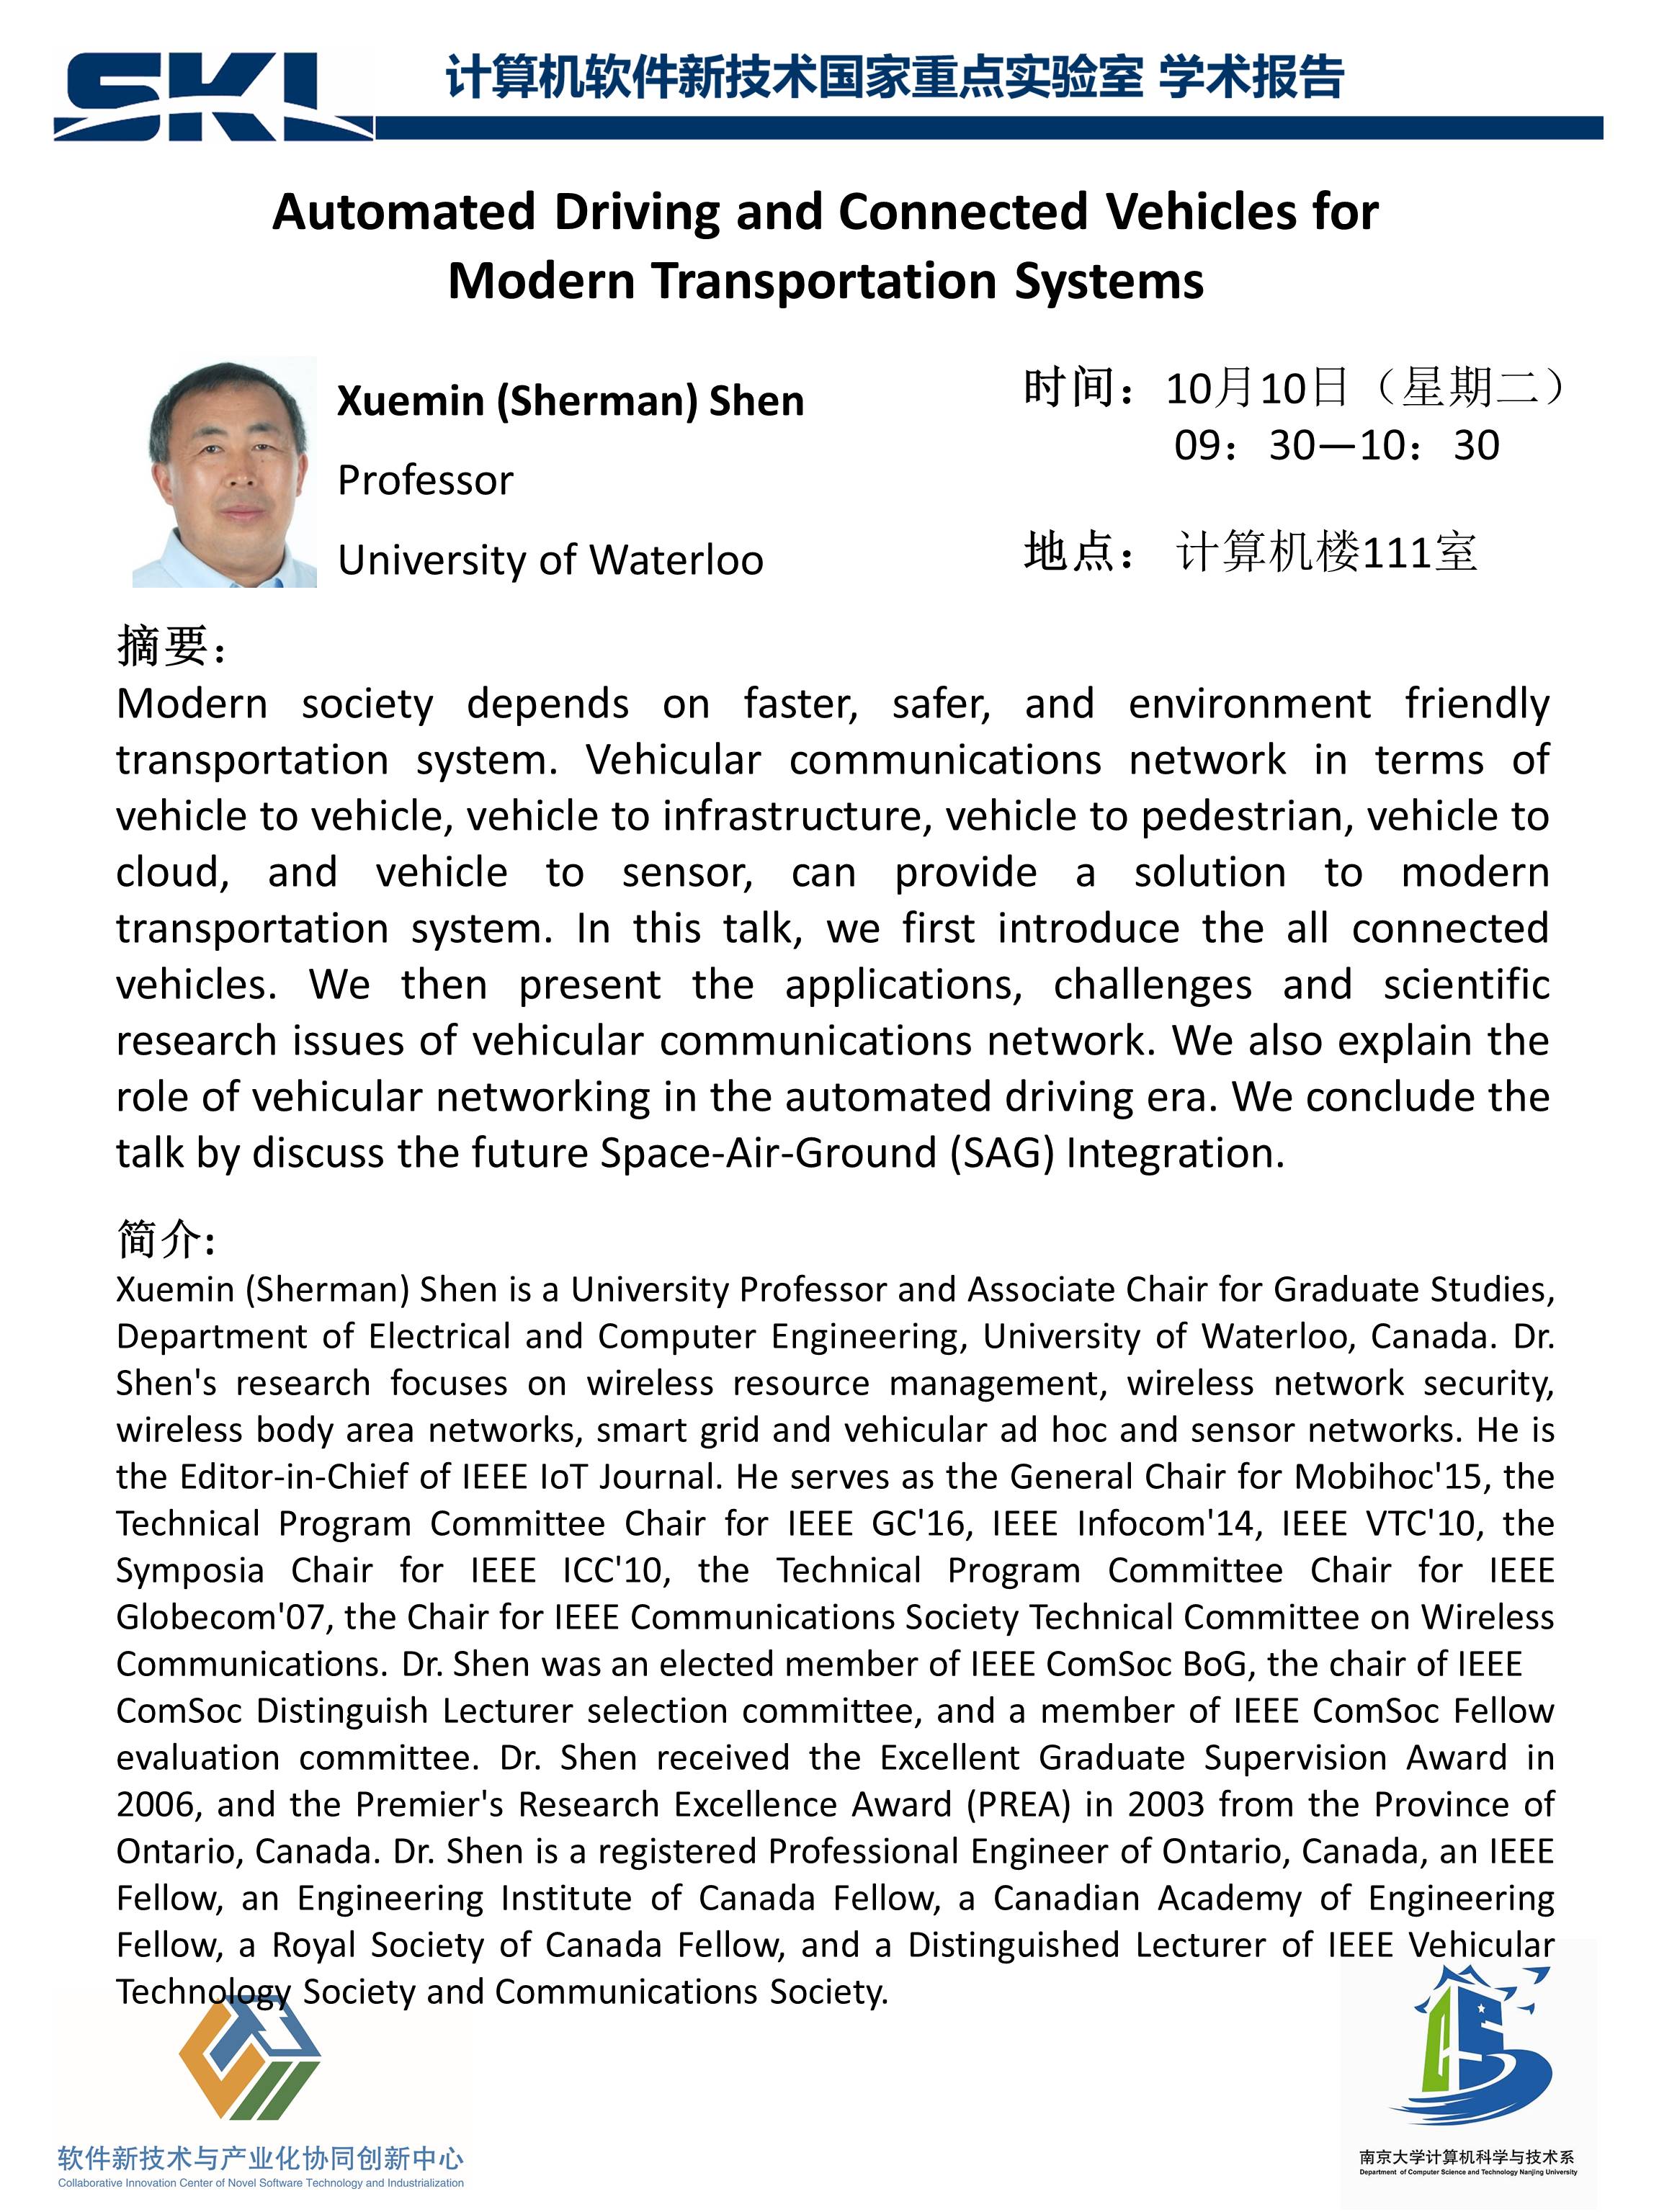 SKL
计算机软件新技术国家重点实验室 学术报告
Automated Driving and Connected Vehicles for
Modern Transportation Systems
Xuemin (Sherman) Shen
Professor
University of Waterloo
时间：10月10日（星期二）
09：30—10：30
地点： 计算机楼111室
摘要：
Modern society depends on faster, safer, and environment friendly
transportation system. Vehicular communications network in terms of
vehicle to vehicle, vehicle to infrastructure, vehicle to pedestrian, vehicle to
cloud, and vehicle to sensor, can provide a solution to modern
transportation system. In this talk, we first introduce the all connected
vehicles. We then present the applications, challenges and scientific
research issues of vehicular communications network. We also explain the
role of vehicular networking in the automated driving era. We conclude the
talk by discuss the future Space-Air-Ground (SAG) Integration.
简介:
Xuemin (Sherman) Shen is a University Professor and Associate Chair for Graduate Studies,
Department of Electrical and Computer Engineering, University of Waterloo, Canada. Dr.
Shen's research focuses on wireless resource management, wireless network security,
wireless body area networks, smart grid and vehicular ad hoc and sensor networks. He is
the Editor-in-Chief of IEEE IoT Journal. He serves as the General Chair for Mobihoc'15, the
Technical Program Committee Chair for IEEE GC'16, IEEE Infocom'14, IEEE VTC'10, the
Symposia Chair for IEEE ICC'10, the Technical Program Committee Chair for IEEE
Globecom'07, the Chair for IEEE Communications Society Technical Committee on Wireless
Communications. Dr. Shen was an elected member of IEEE ComSoc BoG, the chair of IEEE
ComSoc Distinguish Lecturer selection committee, and a member of IEEE ComSoc Fellow
evaluation committee. Dr. Shen received the Excellent Graduate Supervision Award in
2006, and the Premier's Research Excellence Award (PREA) in 2003 from the Province of
Ontario, Canada. Dr. Shen is a registered Professional Engineer of Ontario, Canada, an IEEE
Fellow, an Engineering Institute of Canada Fellow, a Canadian Academy of Engineering
Fellow, a Royal Society of Canada Fellow, and a Distinguished Lecturer of IEEE Vehicular
Technology Society and Communications Society.
软件新技术与产业化协同创新中心
Collaborative Innovation Center of Novel Software Technology and Industrialization
南京大学计算机科学与技术系
Department of Computer Science and Technology Nanjing University